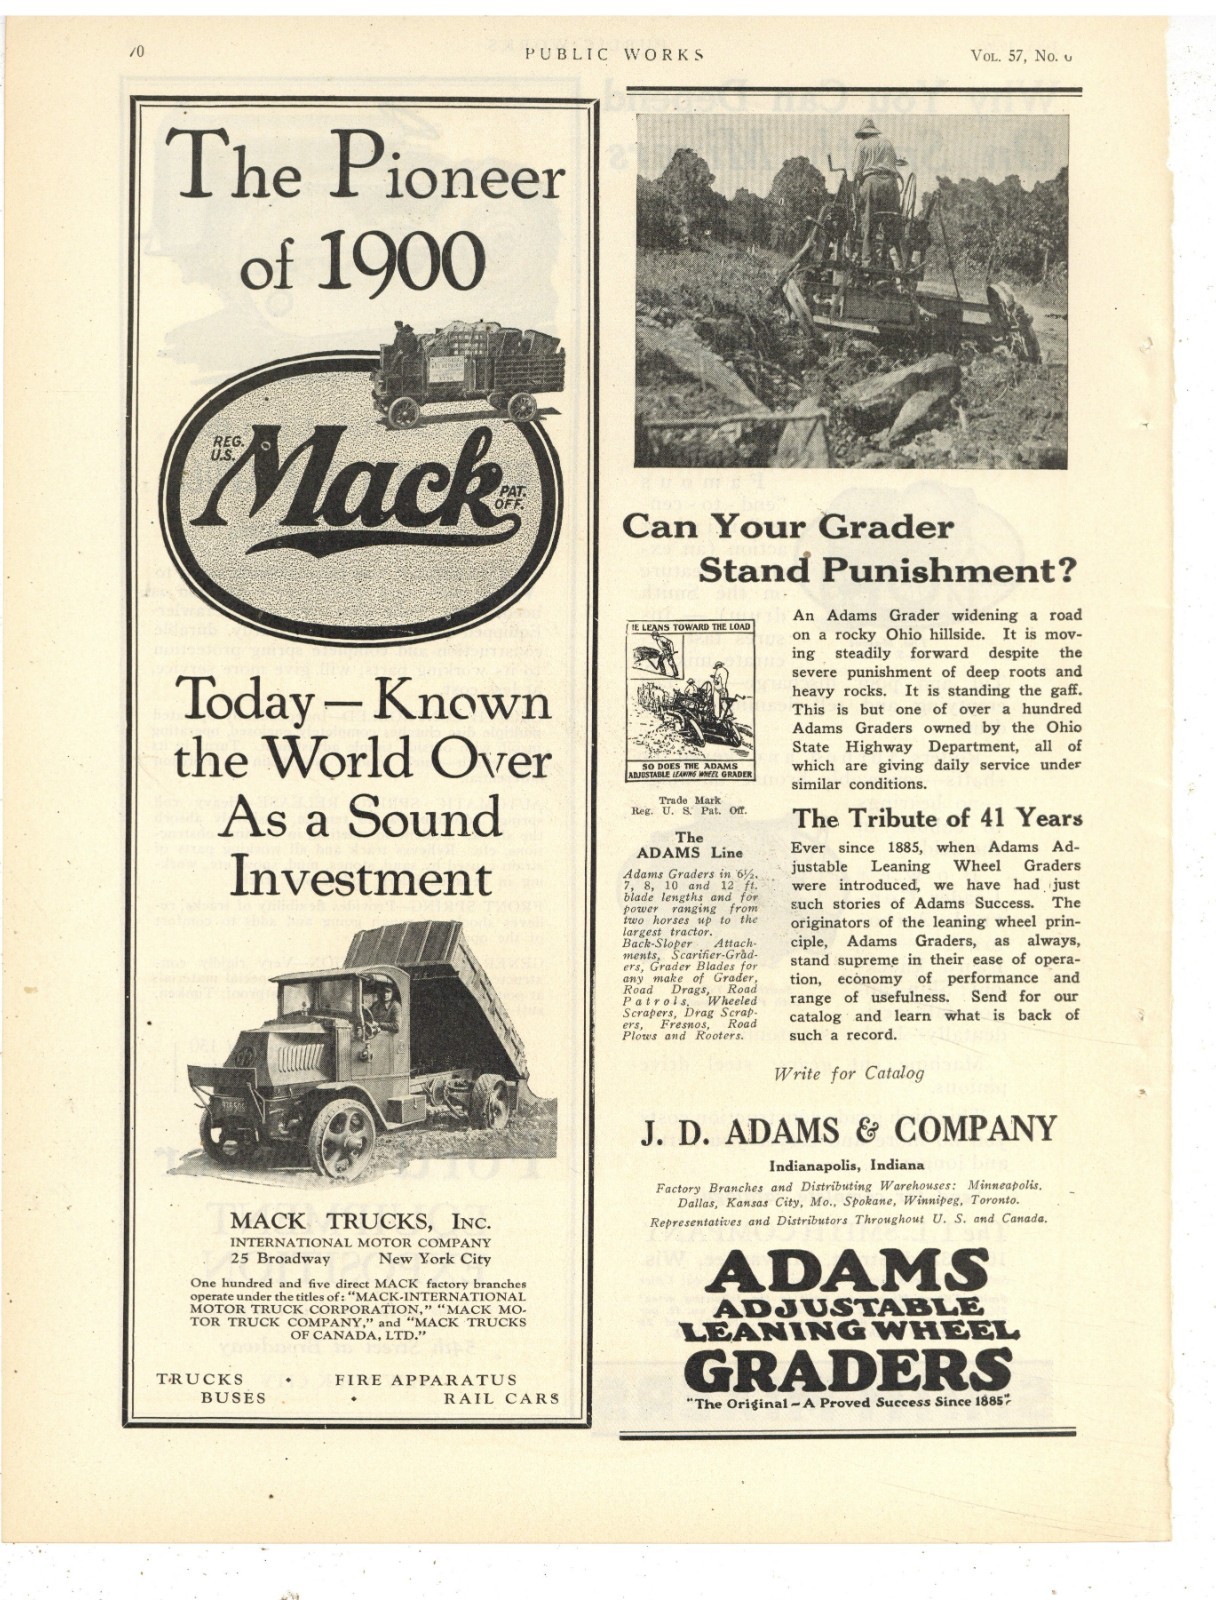 70
PUBLIC WORKS
VOL. 57, NO. 6
The Pioneer
of 1900
REG.
U.S.
Mack
PAT.
OFF.
Today — Known
the World Over
As a Sound
Investment
MACK TRUCKS, INC.
INTERNATIONAL MOTOR COMPANY
25 Broadway New York City
One hundred and five direct MACK factory branches
operate under the titles of: "MACK-INTERNATIONAL
MOTOR TRUCK CORPORATION," "MACK MO-
TOR TRUCK COMPANY," and "MACK TRUCKS
OF CANADA, LTD."
TRUCKS · FIRE APPARATUS
BUSES · RAIL CARS
Can Your Grader
Stand Punishment?
HE LEANS TOWARD THE LOAD
SO DOES THE ADAMS
ADJUSTABLE LEANING WHEEL GRADER
Trade Mark
Reg. U. S. Pat. Off.
The
ADAMS Line
Adams Graders in 6½,
7, 8, 10 and 12 ft.
blade lengths and for
power ranging from
two horses up to the
largest tractor.
Back-Sloper Attach-
ments, Scarifier-Grad-
ers, Grader Blades for
any make of Grader,
Road Drags, Road
Patrols, Wheeled
Scrapers, Drag Scrap-
ers, Fresnos, Road
Plows and Rooters.
An Adams Grader widening a road
on a rocky Ohio hillside. It is mov-
ing steadily forward despite the
severe punishment of deep roots and
heavy rocks. It is standing the gaff.
This is but one of over a hundred
Adams Graders owned by the Ohio
State Highway Department, all of
which are giving daily service under
similar conditions.
The Tribute of 41 Years
Ever since 1885, when Adams Ad-
justable Leaning Wheel Graders
were introduced, we have had just
such stories of Adams Success. The
originators of the leaning wheel prin-
ciple, Adams Graders, as always,
stand supreme in their ease of opera-
tion, economy of performance and
range of usefulness. Send for our
catalog and learn what is back of
such a record.
Write for Catalog
J. D. ADAMS & COMPANY
Indianapolis, Indiana
Factory Branches and Distributing Warehouses: Minneapolis,
Dallas, Kansas City, Mo., Spokane, Winnipeg, Toronto.
Representatives and Distributors Throughout U. S. and Canada.
ADAMS
ADJUSTABLE
LEANING WHEEL
GRADERS
"The Original – A Proved Success Since 1885"